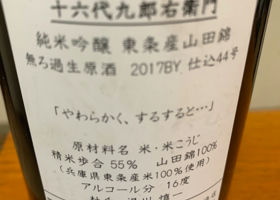 十六代九郎右衛門
純米吟醸 東条産山田錦
無ろ過生原酒 2017BY 仕込44号
「やわらかく、するすると…」
原材料名 米・米こうじ
精米歩合 55% 山田錦100%
(兵庫県東条産米100%使用)
アルコール分 16度